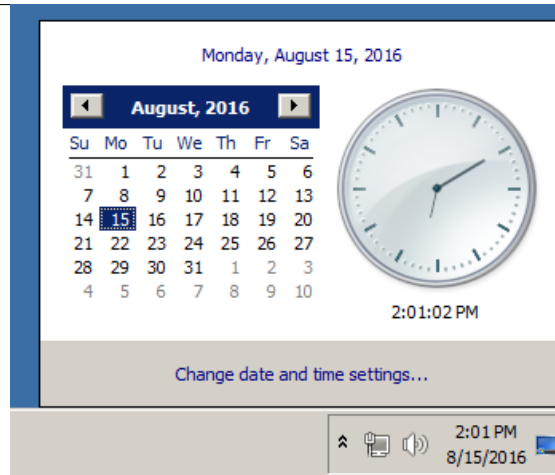 Monday, August 15, 2016
August, 2016
Su Mo Tu We Th Fr Sa
31 1 2 3 4 5 6
7 8 9 10 11 12 13
14 15 16 17 18 19 20
21 22 23 24 25 26 27
28 29 30 31 1 2 3
4 5 6 7 8 9 10
2:01:02 PM
Change date and time settings...
2:01 PM
8/15/2016